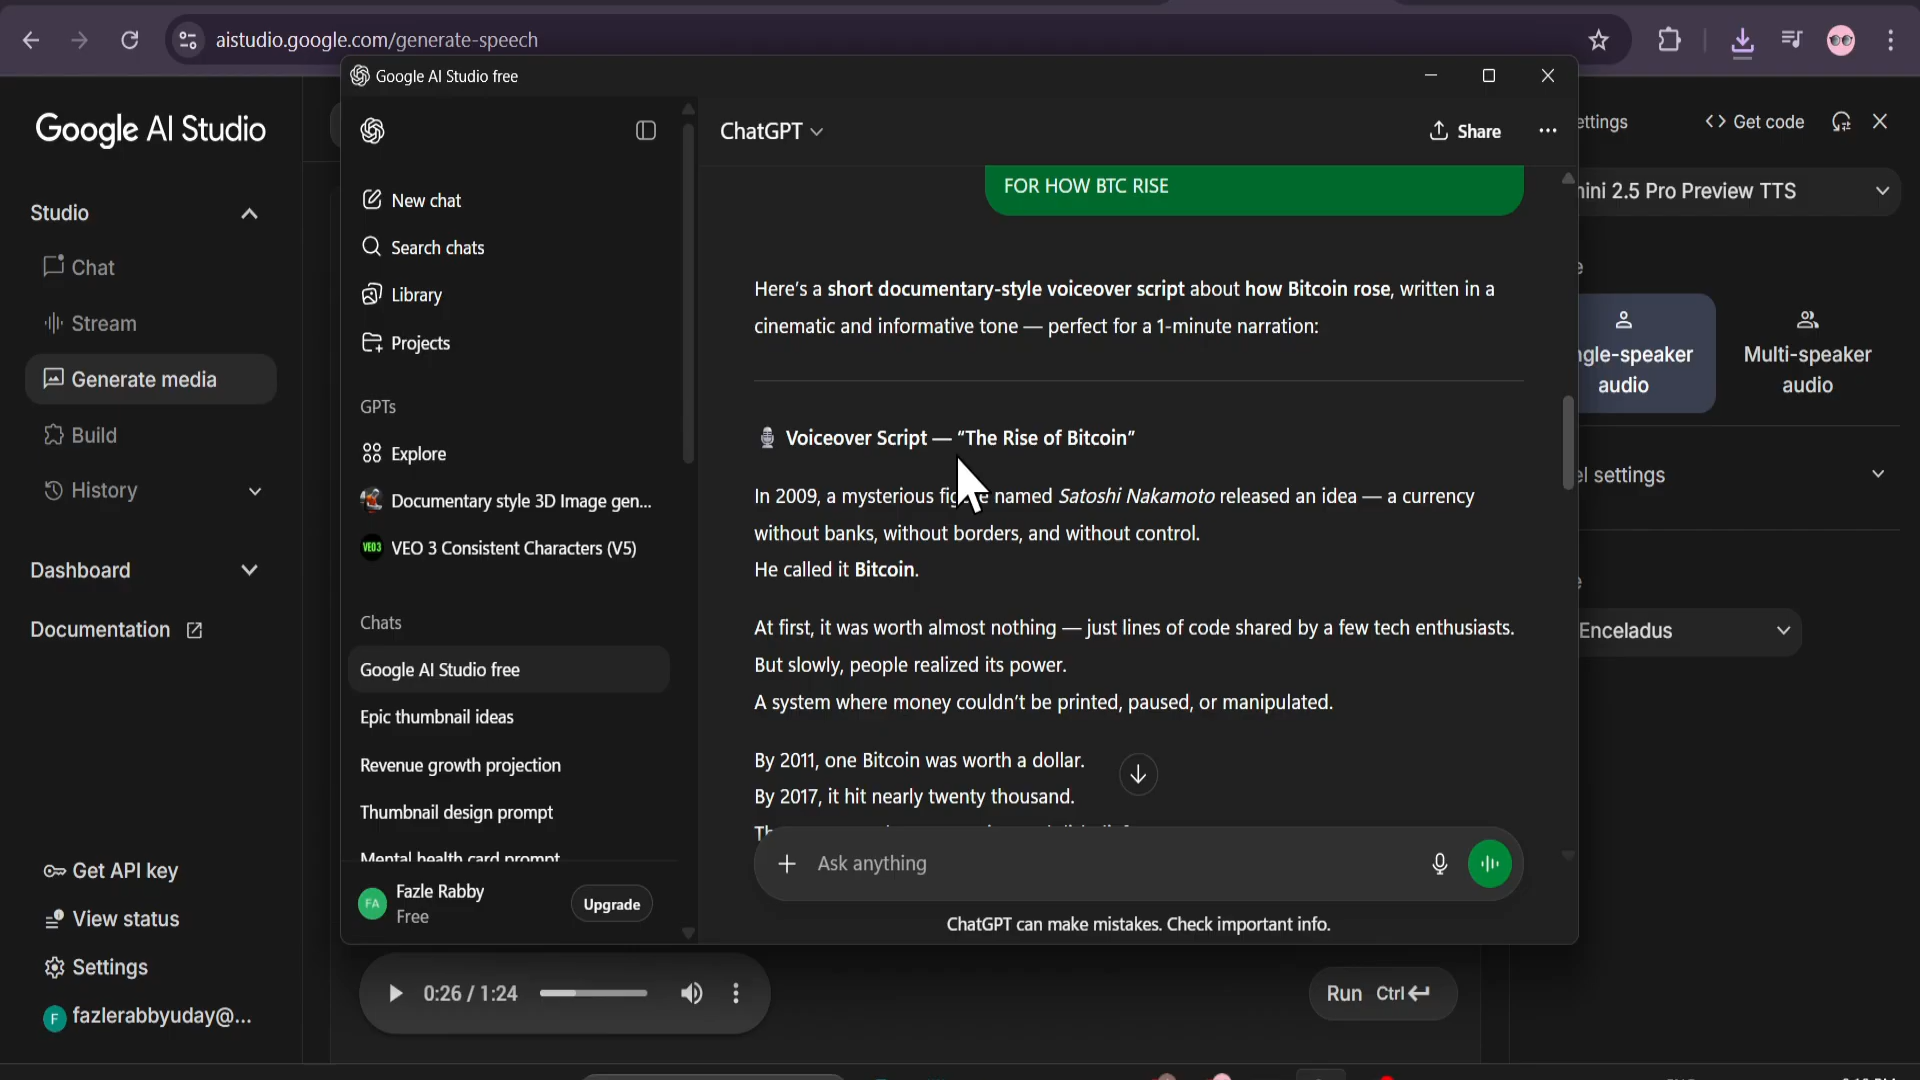 aistudio.google.com/generate-speech
Google AI Studio
Studio
Chat
Stream
Generate media
Build
History
Dashboard
Documentation
Get API key
View status
Settings
F fazlerabbyuday@...
Google AI Studio free
New chat
Search chats
Library
Projects
GPTs
Explore
Documentary style 3D Image gen...
VEO3 VEO 3 Consistent Characters (V5)
Chats
Google AI Studio free
Epic thumbnail ideas
Revenue growth projection
Thumbnail design prompt
Mental health card prompt
FA Fazle Rabby
Free
Upgrade
ChatGPT
Share
FOR HOW BTC RISE
Here's a short documentary-style voiceover script about how Bitcoin rose, written in a
cinematic and informative tone — perfect for a 1-minute narration:
Voiceover Script — “The Rise of Bitcoin”
In 2009, a mysterious named Satoshi Nakamoto released an idea — a currency
without banks, without borders, and without control.
He called it Bitcoin.
At first, it was worth almost nothing — just lines of code shared by a few tech enthusiasts.
But slowly, people realized its power.
A system where money couldn't be printed, paused, or manipulated.
By 2011, one Bitcoin was worth a dollar.
By 2017, it hit nearly twenty thousand.
Ask anything
ChatGPT can make mistakes. Check important info.
0:26 / 1:24
Run Ctrl
ettings
Get code
ini 2.5 Pro Preview TTS
gle-speaker
audio
Multi-speaker
audio
el settings
Enceladus